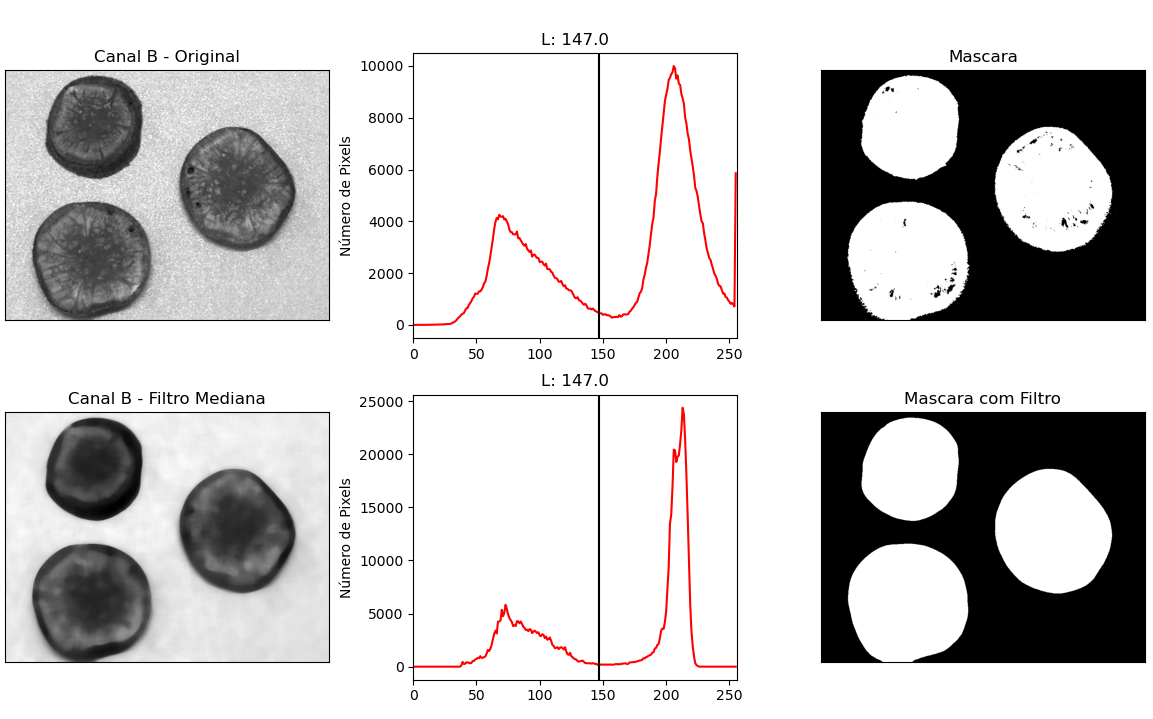 Canal B - Original
L: 147.0
Mascara
Número de Pixels
10000
8000
6000
4000
2000
0
0 50 100 150 200 250
Canal B - Filtro Mediana
L: 147.0
Mascara com Filtro
Número de Pixels
25000
20000
15000
10000
5000
0
0 50 100 150 200 250